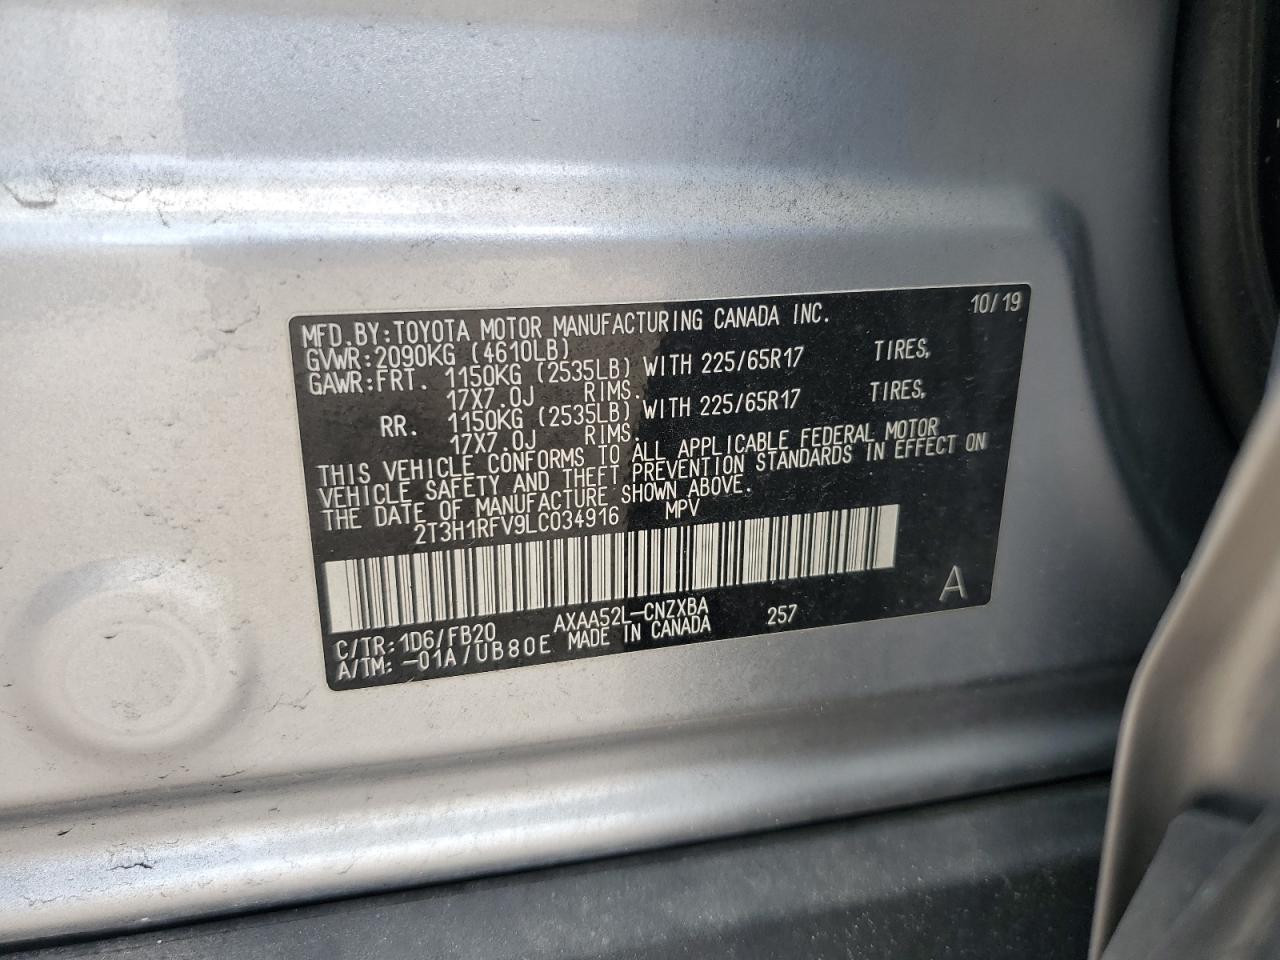 MFD.BY:TOYOTA MOTOR MANUFACTURING CANADA INC. 10/19
GVWR:2090KG (4610LB)
GAWR:FRT. 1150KG (2535LB) WITH 225/65R17 TIRES,
17X7.0J RIMS.
RR. 1150KG (2535LB) WITH 225/65R17 TIRES,
17X7.0J RIMS.
THIS VEHICLE CONFORMS TO ALL APPLICABLE FEDERAL MOTOR
VEHICLE SAFETY AND THEFT PREVENTION STANDARDS IN EFFECT ON
THE DATE OF MANUFACTURE SHOWN ABOVE.
2T3H1RFV9LC034916 MPV
A
C/TR: 1D6/FB20 AXAA52L-CNZXBA 257
A/TM: -01A/UB80E MADE IN CANADA